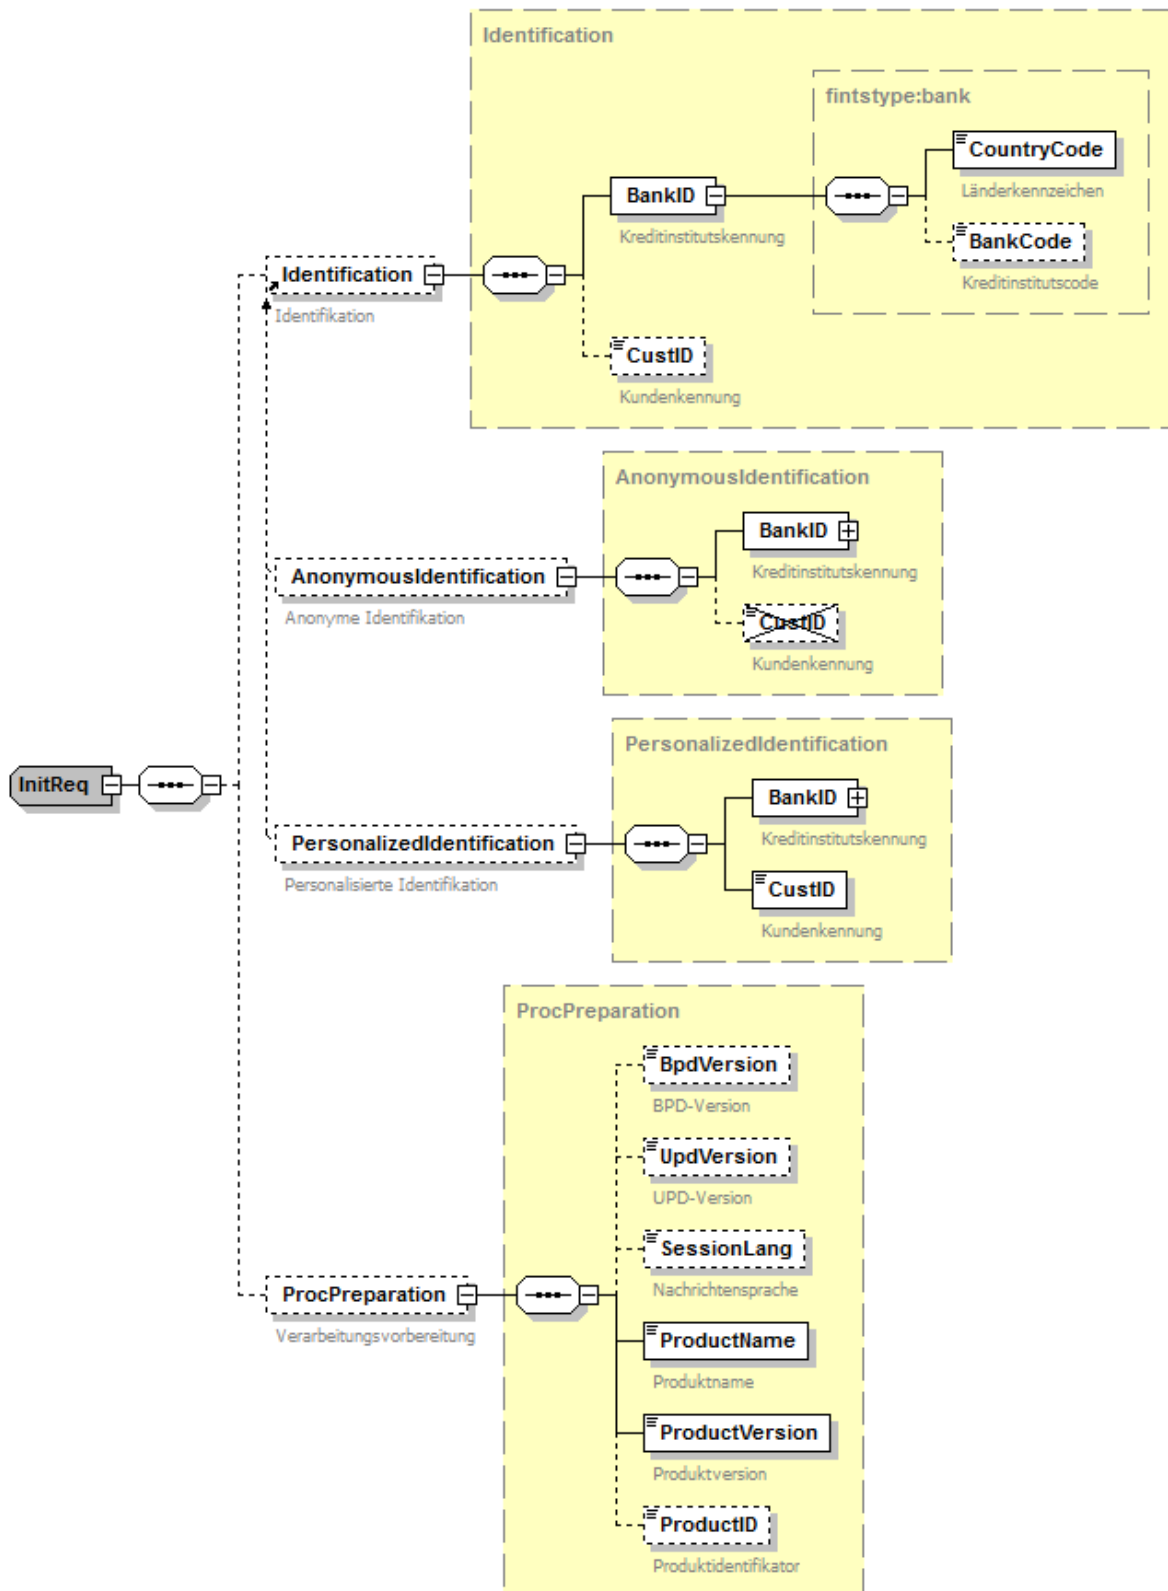 Identification
fintstype:bank
CountryCode
Länderkennzeichen
BankID
Kreditinstitutskennung
BankCode
Kreditinstitutscode
Identification
Identifikation
CustID
Kundenkennung
AnonymousIdentification
BankID
Kreditinstitutskennung
AnonymousIdentification
Anonyme Identifikation
CustID
Kundenkennung
PersonalizedIdentification
InitReq
BankID
Kreditinstitutskennung
PersonalizedIdentification
Personalisierte Identifikation
CustID
Kundenkennung
ProcPreparation
BpdVersion
BPD-Version
UpdVersion
UPD-Version
SessionLang
Nachrichtensprache
ProcPreparation
Verarbeitungsvorbereitung
ProductName
Produktname
ProductVersion
Produktversion
ProductID
Produktidentifikator